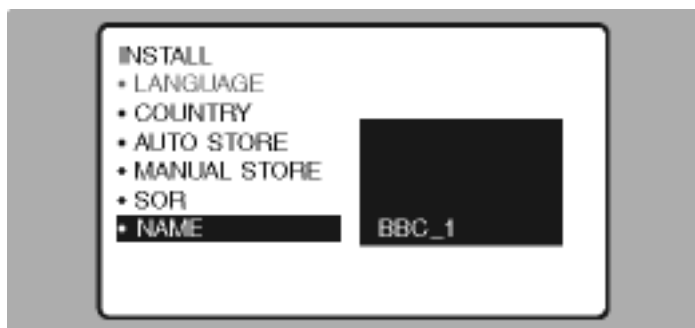 INSTALL
• LANGUAGE
• COUNTRY
• AUTO STORE
• MANUAL STORE
• SOR
• NAME
BBC_1